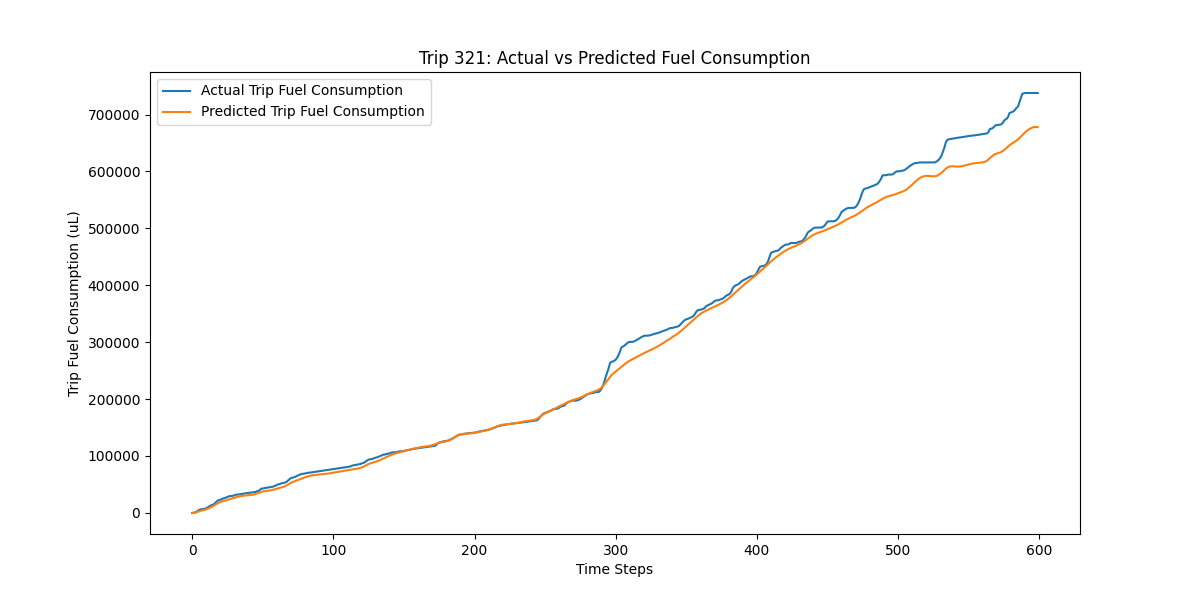 Trip 321: Actual vs Predicted Fuel Consumption
Actual Trip Fuel Consumption
Predicted Trip Fuel Consumption
Trip Fuel Consumption (uL)
700000
600000
500000
400000
300000
200000
100000
0
0 100 200 300 400 500 600
Time Steps